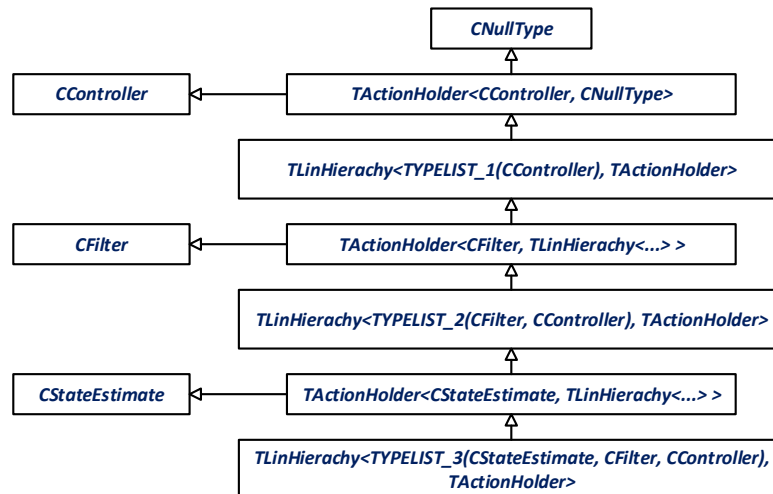 CNullType
CController
TActionHolder<CController, CNullType>
TLinHierachy<TYPELIST_1(CController), TActionHolder>
CFilter
TActionHolder<CFilter, TLinHierachy<...> >
TLinHierachy<TYPELIST_2(CFilter, CController), TActionHolder>
CStateEstimate
TActionHolder<CStateEstimate, TLinHierachy<...> >
TLinHierachy<TYPELIST_3(CStateEstimate, CFilter, CController),
TActionHolder>